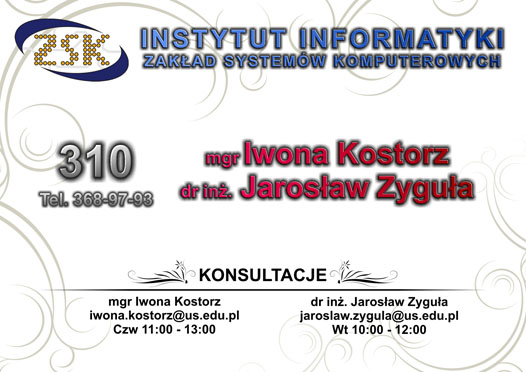 ZSK
INSTYTUT INFORMATYKI
ZAKŁAD SYSTEMÓW KOMPUTEROWYCH
310
Tel. 368-97-93
mgr Iwona Kostorz
dr inż. Jarosław Zyguła
KONSULTACJE
mgr Iwona Kostorz
iwona.kostorz@us.edu.pl
Czw 11:00 - 13:00
dr inż. Jarosław Zyguła
jaroslaw.zygula@us.edu.pl
Wt 10:00 - 12:00